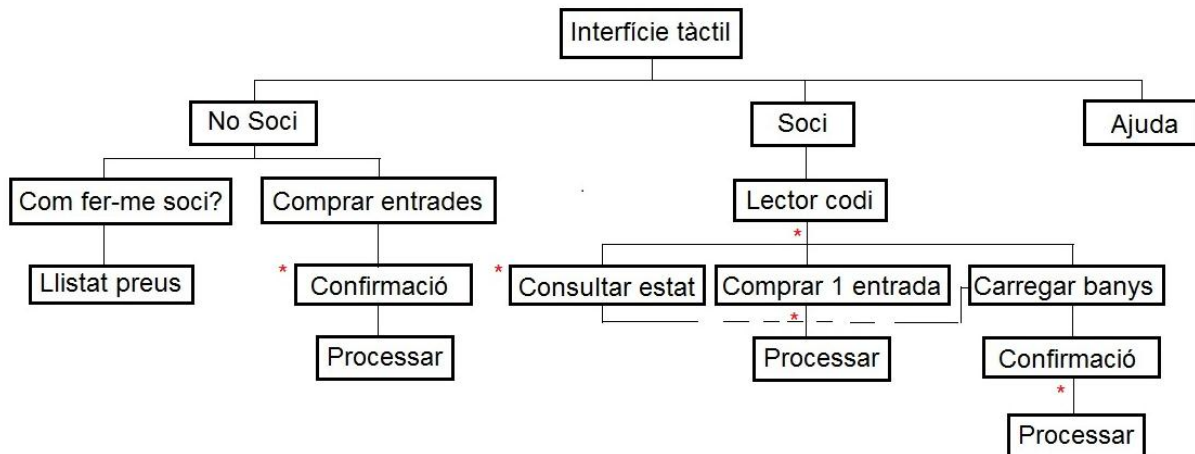 Interfície tàctil
No Soci
Soci
Ajuda
Com fer-me soci?
Comprar entrades
Lector codi
*
Llistat preus
* Confirmació
* Consultar estat
Comprar 1 entrada
Carregar banys
*
Processar
Processar
Confirmació
*
Processar